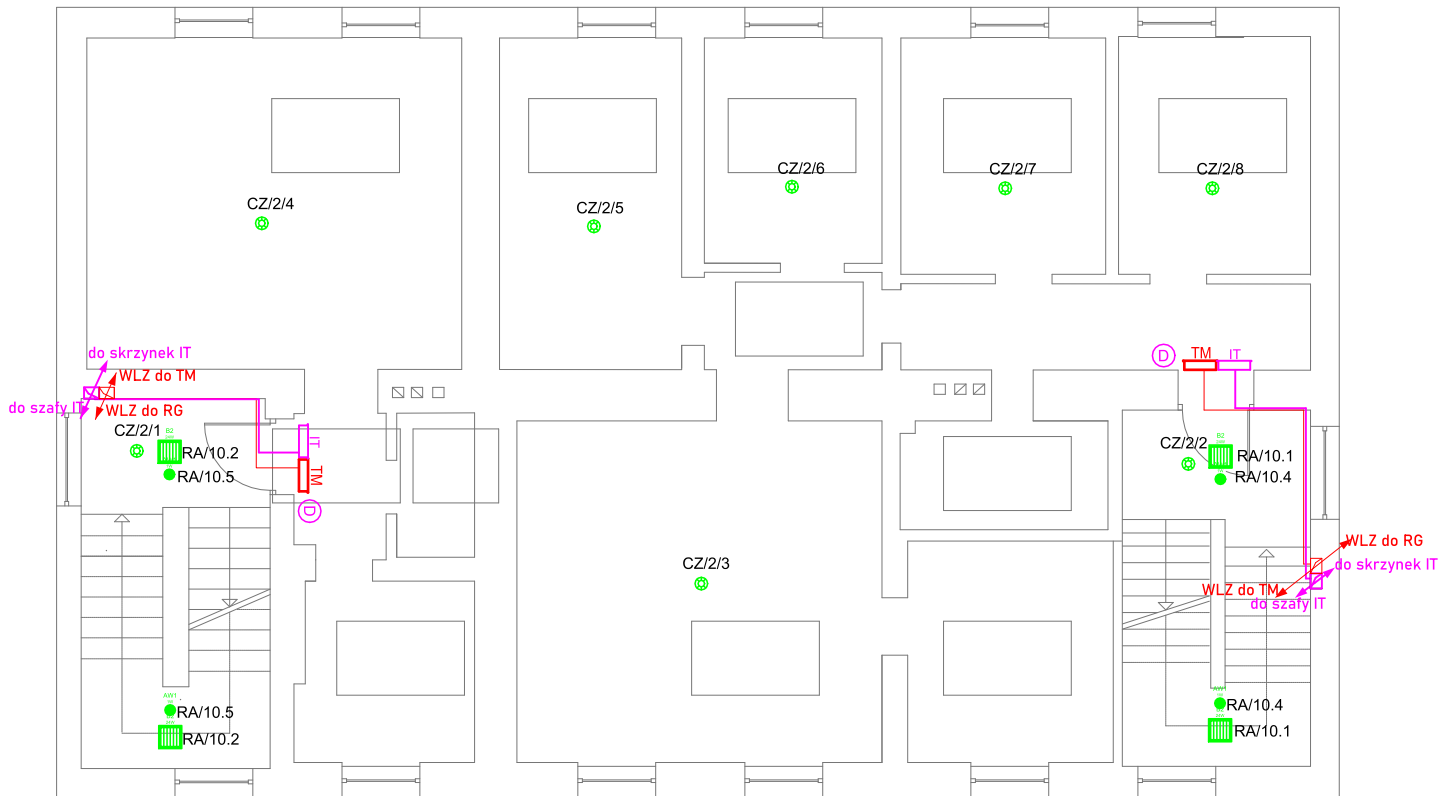 CZ/2/6
CZ/2/7
CZ/2/8
CZ/2/4
CZ/2/5
do skrzynek IT
WLZ do TM
do szafy IT
WLZ do RG
D
TM
IT
CZ/2/1
B2
RA/10.2
RA/10.5
IT
TM
D
CZ/2/2
B2
RA/10.1
RA/10.4
WLZ do RG
do skrzynek IT
WLZ do TM
do szafy IT
CZ/2/3
AW1
RA/10.5
RA/10.2
AW1
RA/10.4
RA/10.1